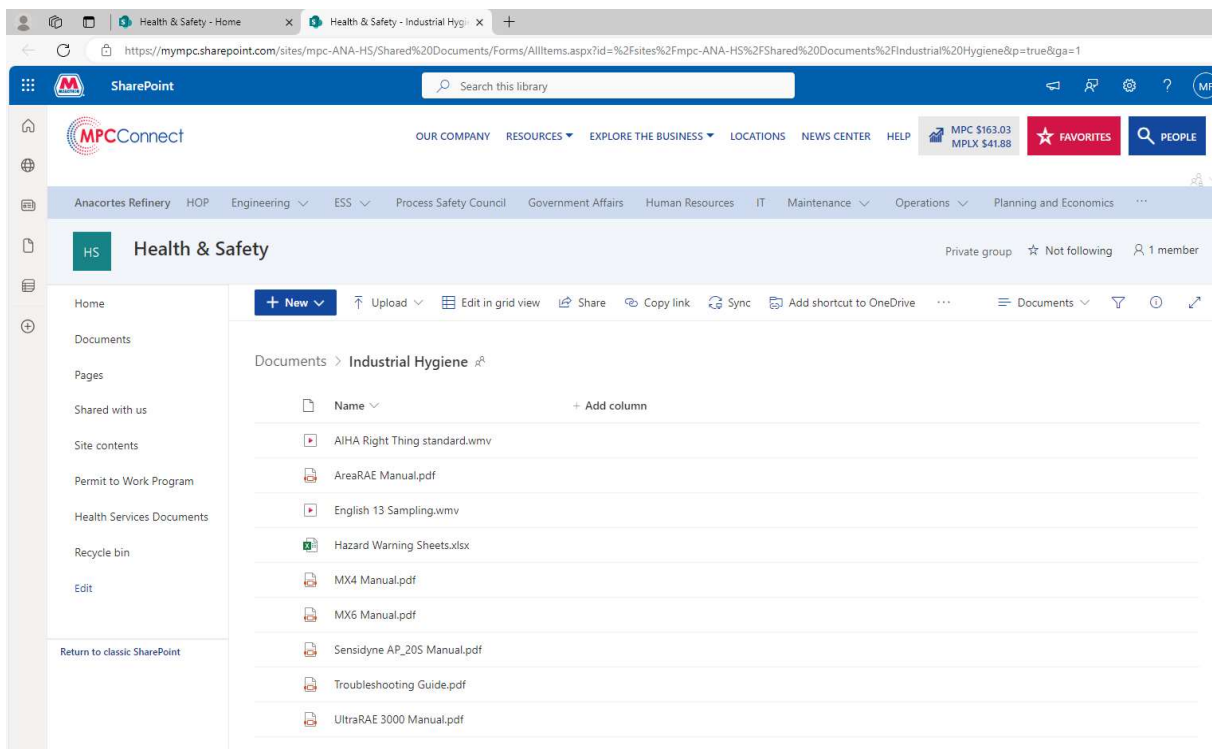 Health & Safety - Home
Health & Safety - Industrial Hygi
https://mympc.sharepoint.com/sites/mpc-ANA-HS/Shared%20Documents/Forms/AllItems.aspx?id=%2Fsites%2Fmpc-ANA-HS%2FShared%20Documents%2FIndustrial%20Hygiene&p=true&ga=1
SharePoint
Search this library
MPCConnect
OUR COMPANY RESOURCES EXPLORE THE BUSINESS LOCATIONS NEWS CENTER HELP
MPC $163.03
MPLX $41.88
FAVORITES
PEOPLE
Anacortes Refinery HOP Engineering ESS Process Safety Council Government Affairs Human Resources IT Maintenance Operations Planning and Economics ...
HS Health & Safety
Private group Not following 1 member
+ New Upload Edit in grid view Share Copy link Sync Add shortcut to OneDrive ... Documents
Home
Documents
Pages
Shared with us
Site contents
Permit to Work Program
Health Services Documents
Recycle bin
Edit
Return to classic SharePoint
Documents > Industrial Hygiene
Name + Add column
AIHA Right Thing standard.wmv
AreaRAE Manual.pdf
English 13 Sampling.wmv
Hazard Warning Sheets.xlsx
MX4 Manual.pdf
MX6 Manual.pdf
Sensidyne AP_20S Manual.pdf
Troubleshooting Guide.pdf
UltraRAE 3000 Manual.pdf